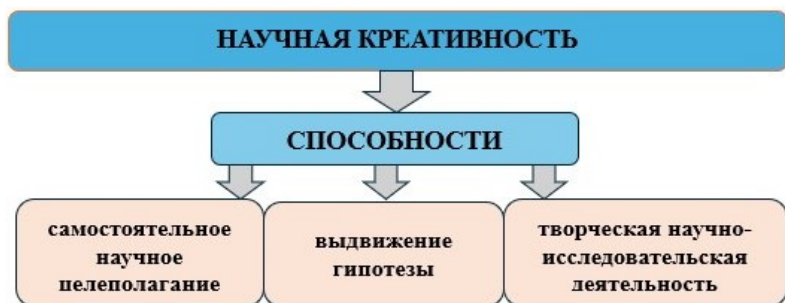 НАУЧНАЯ КРЕАТИВНОСТЬ
СПОСОБНОСТИ
самостоятельное
научное
целеполагание
выдвижение
гипотезы
творческая научно-
исследовательская
деятельность